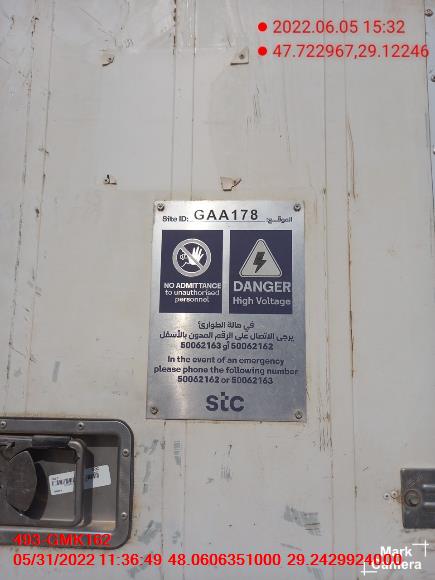 2022.06.05 15:32
47.722967,29.12246
Site ID: GAA178 الموقع:
NO ADMITTANCE
to unauthorised
personnel
DANGER
High Voltage
في حالة الطوارئ
يرجى الاتصال على الرقم المدون بالأسفل
50062162 أو 50062163
In the event of an emergency
please phone the following number
50062162 or 50062163
stc
493-GMK162
05/31/2022 11:36:49 48.0606351000 29.2429924000
Mark
Camera